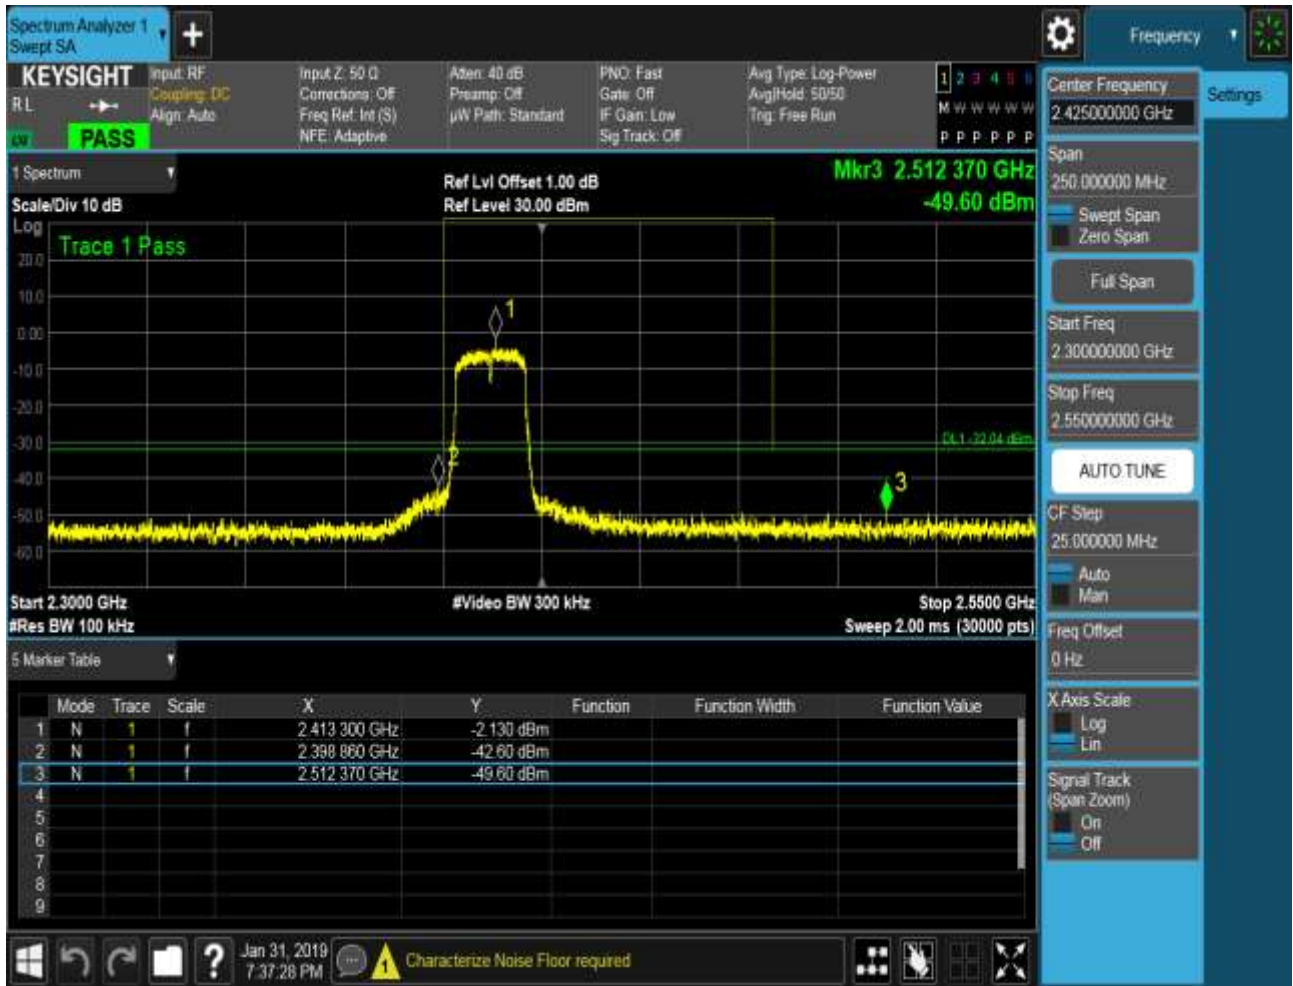 Spectrum Analyzer 1
Swept SA
+
Frequency
KEYSIGHT
R L
PASS
Input: RF
Coupling: DC
Align: Auto
Input Z: 50 Ω
Corrections: Off
Freq Ref: Int (S)
NFE: Adaptive
Atten: 40 dB
Preamp: Off
µW Path: Standard
PNO: Fast
Gate: Off
IF Gain: Low
Sig Track: Off
Avg Type: Log-Power
Avg|Hold: 50/50
Trig: Free Run
1 2 3 4 5 6
M W W W W W
P P P P P P
1 Spectrum
Scale/Div 10 dB
Ref Lvl Offset 1.00 dB
Ref Level 30.00 dBm
Mkr3 2.512 370 GHz
-49.60 dBm
Log
Trace 1 Pass
20.0
10.0
0.00
-10.0
-20.0
-30.0
-40.0
-50.0
-60.0
1
2
3
DL1 -32.04 dBm
Start 2.3000 GHz
#Video BW 300 kHz
Stop 2.5500 GHz
#Res BW 100 kHz
Sweep 2.00 ms (30000 pts)
5 Marker Table
Mode Trace Scale X Y Function Function Width Function Value
1 N 1 f 2.413 300 GHz -2.130 dBm
2 N 1 f 2.398 860 GHz -42.60 dBm
3 N 1 f 2.512 370 GHz -49.60 dBm
4
5
6
7
8
9
?
Jan 31, 2019
7:37:28 PM
1
Characterize Noise Floor required
Settings
Center Frequency
2.425000000 GHz
Span
250.000000 MHz
Swept Span
Zero Span
Full Span
Start Freq
2.300000000 GHz
Stop Freq
2.550000000 GHz
AUTO TUNE
CF Step
25.000000 MHz
Auto
Man
Freq Offset
0 Hz
X Axis Scale
Log
Lin
Signal Track
(Span Zoom)
On
Off